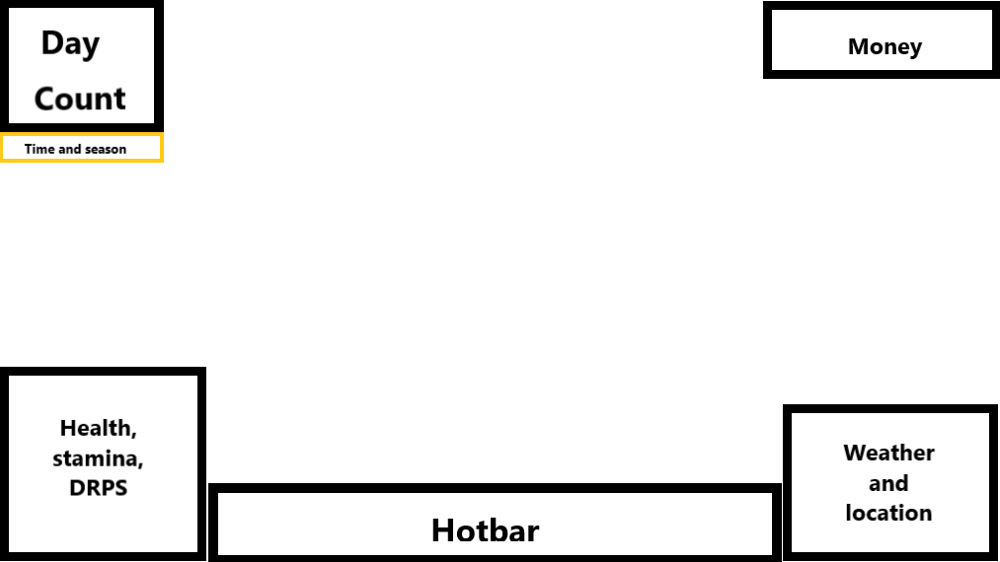 Day
Count
Time and season
Money
Health,
stamina,
DRPS
Hotbar
Weather
and
location